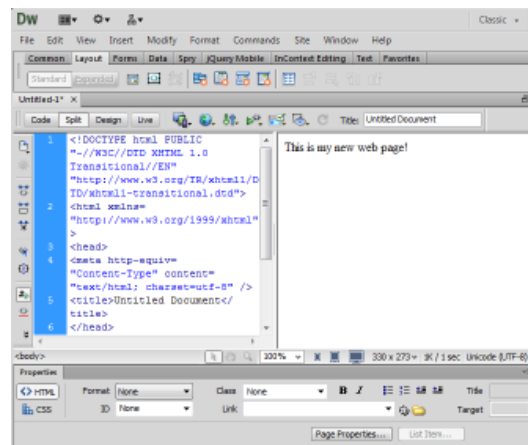 Dw Classic
File Edit View Insert Modify Format Commands Site Window Help
Common Layout Forms Data Spry jQuery Mobile InContext Editing Text Favorites
Standard Expanded
Untitled-1* ×
Code Split Design Live Title: Untitled Document
1 <!DOCTYPE html PUBLIC
"-//W3C//DTD XHTML 1.0
Transitional//EN"
"http://www.w3.org/TR/xhtml1/D
TD/xhtml1-transitional.dtd">
2 <html xmlns=
"http://www.w3.org/1999/xhtml"
>
3 <head>
4 <meta http-equiv=
"Content-Type" content=
"text/html; charset=utf-8" />
5 <title>Untitled Document</
title>
6 </head>
This is my new web page!
<body> 100% 330 x 273 1K / 1 sec Unicode (UTF-8)
Properties
<> HTML Format None Class None B I Title
CSS ID None Link Target
Page Properties... List Item...